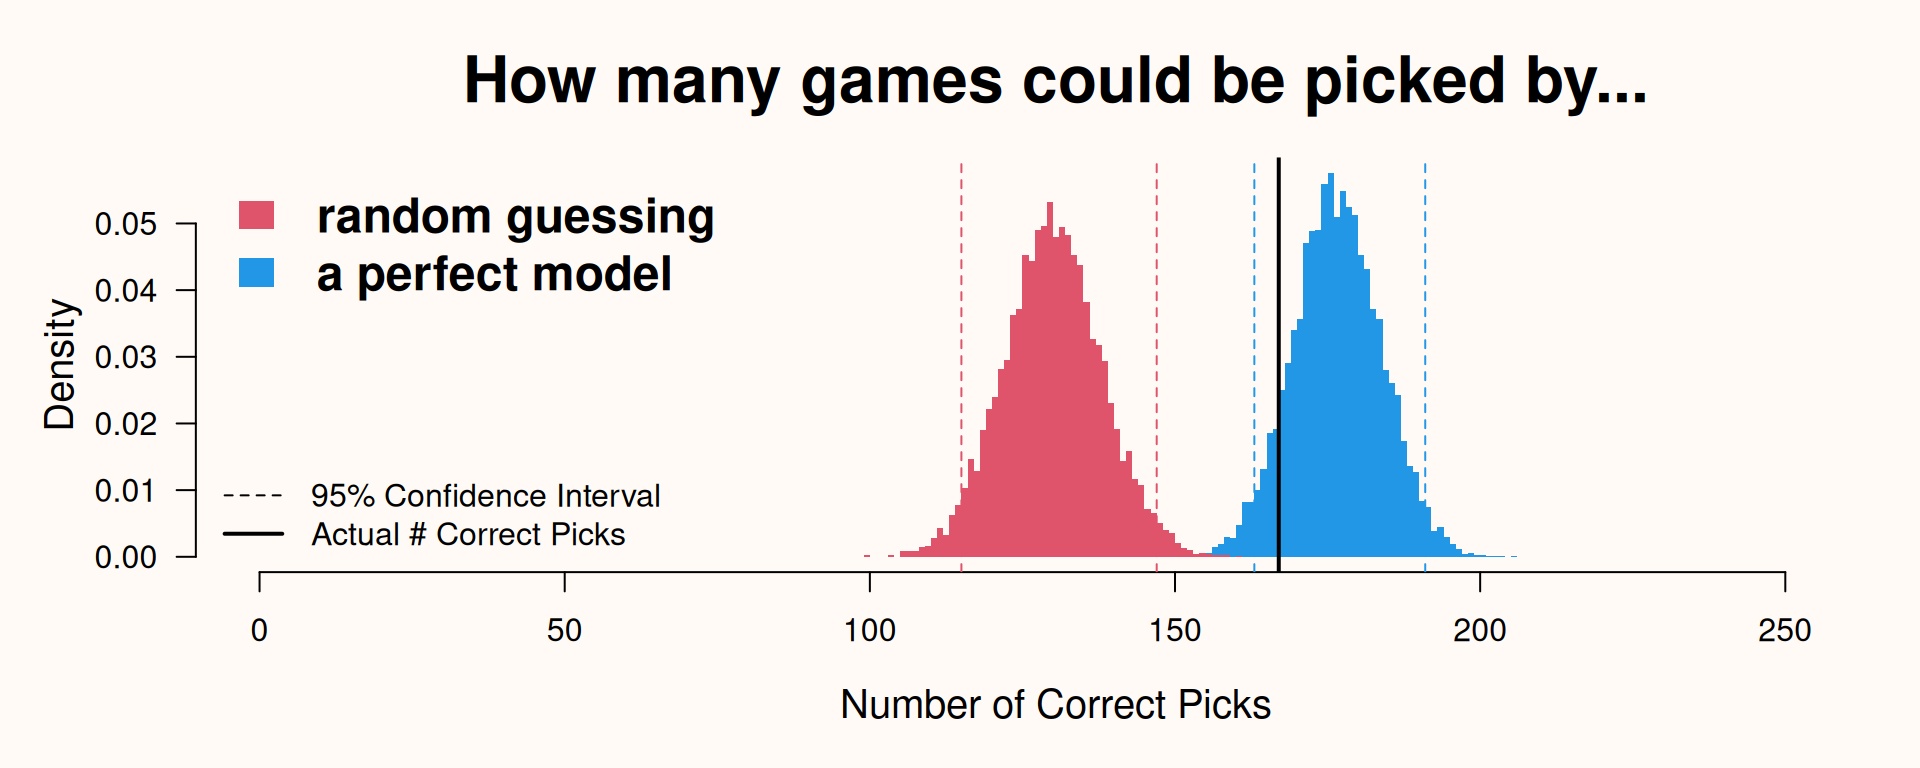 How many games could be picked by...
random guessing
a perfect model
0.05
0.04
0.03
0.02
0.01
0.00
Density
95% Confidence Interval
Actual # Correct Picks
0 50 100 150 200 250
Number of Correct Picks